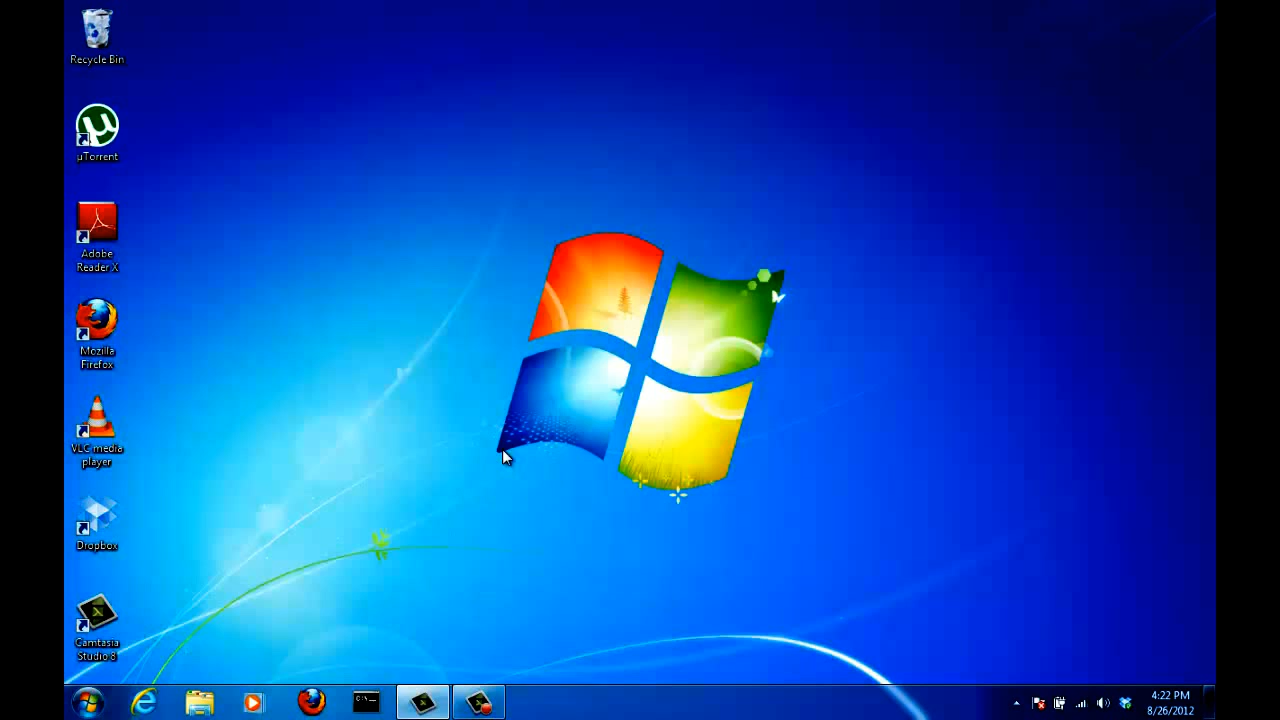 Recycle Bin
µTorrent
Adobe
Reader X
Mozilla
Firefox
VLC media
player
Dropbox
Camtasia
Studio 8
C:\_
4:22 PM
8/26/2012